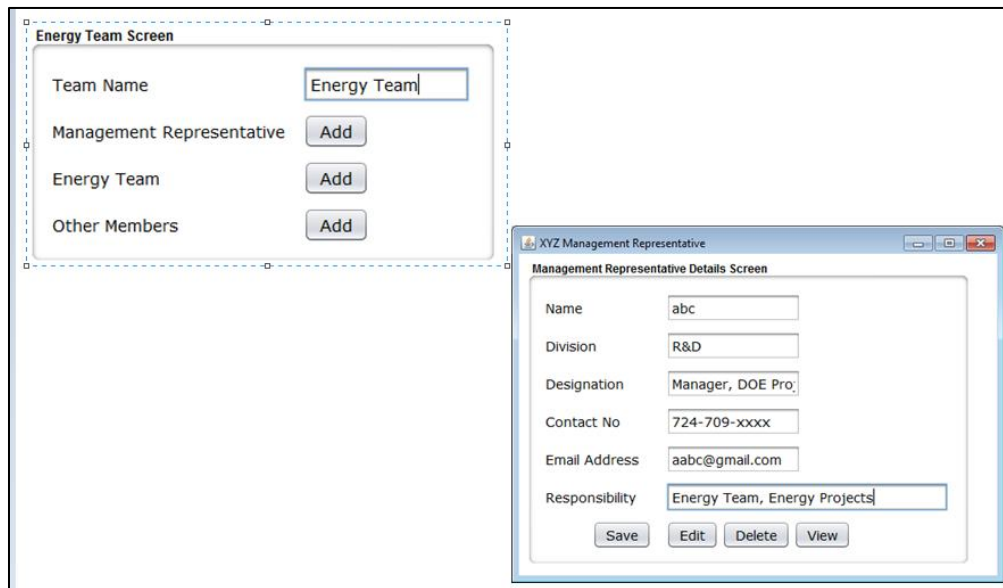 Energy Team Screen
Team Name Energy Team
Management Representative Add
Energy Team Add
Other Members Add
XYZ Management Representative
Management Representative Details Screen
Name abc
Division R&D
Designation Manager, DOE Pro
Contact No 724-709-xxxx
Email Address aabc@gmail.com
Responsibility Energy Team, Energy Projects
Save Edit Delete View